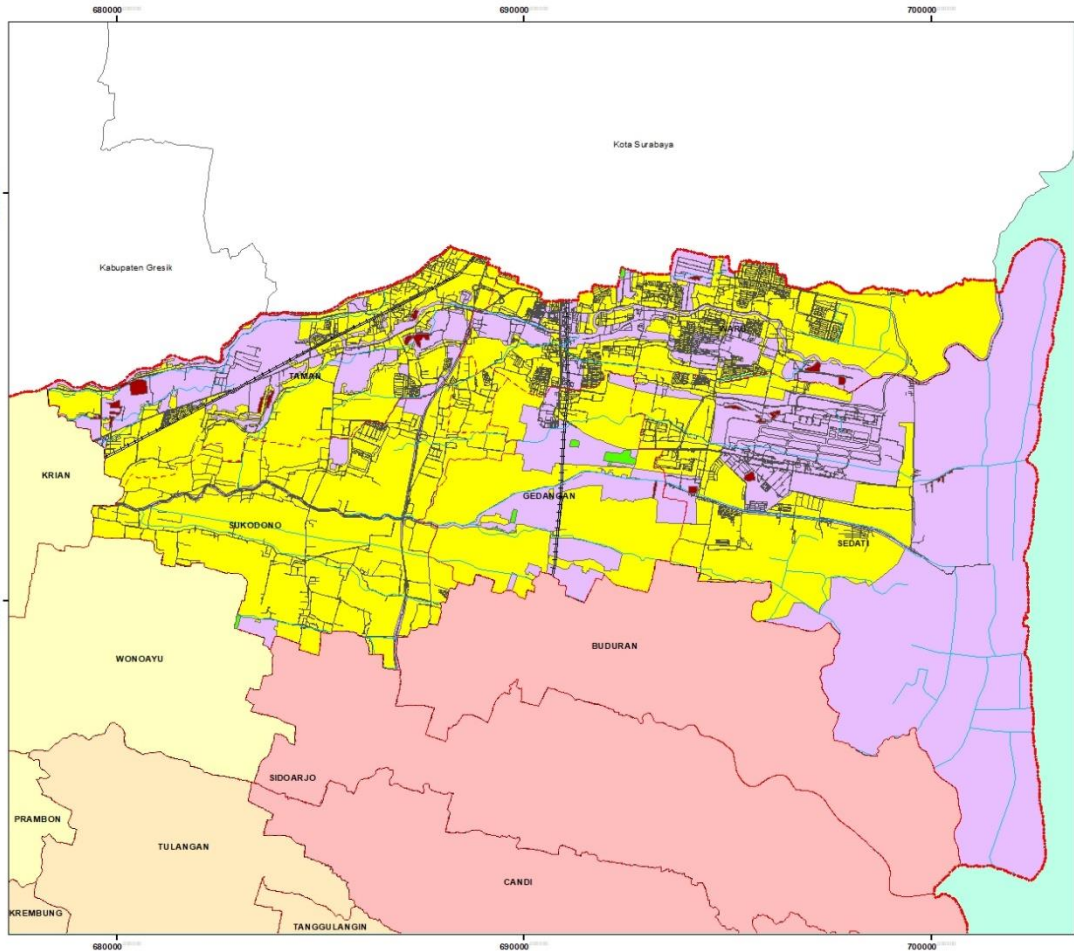 680000
690000
700000
Kota Surabaya
Kabupaten Gresik
WARU
TAMAN
KRIAN
GEDANGAN
SUKODONO
SEDATI
BUDURAN
WONOAYU
SIDOARJO
PRAMBON
TULANGAN
CANDI
KREMBUNG
TANGGULANGIN
680000
690000
700000